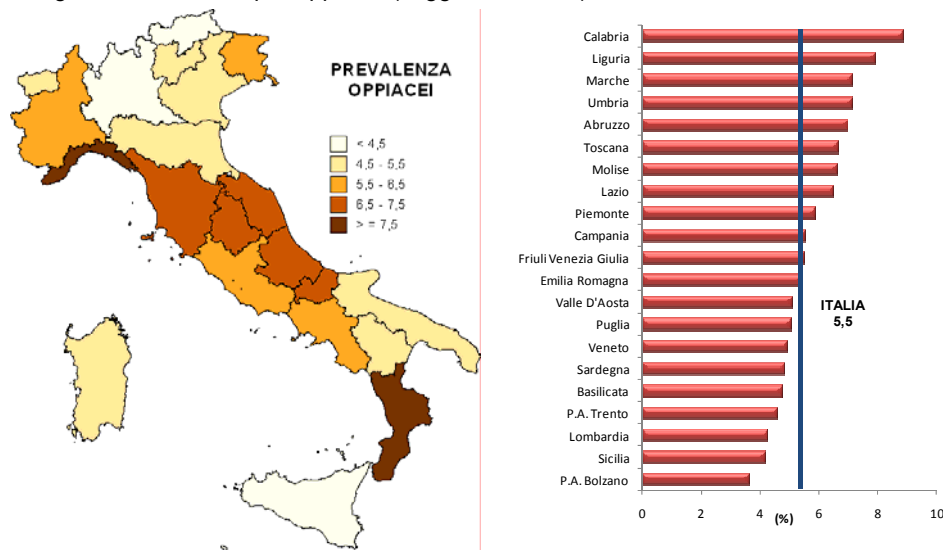 PREVALENZA
OPPIACEI
< 4,5
4,5 - 5,5
5,5 - 6,5
6,5 - 7,5
> = 7,5
Calabria
Liguria
Marche
Umbria
Abruzzo
Toscana
Molise
Lazio
Piemonte
Campania
Friuli Venezia Giulia
Emilia Romagna
Valle D'Aosta
Puglia
Veneto
Sardegna
Basilicata
P.A. Trento
Lombardia
Sicilia
P.A. Bolzano
ITALIA
5,5
0 2 4 6 8 10
(%)